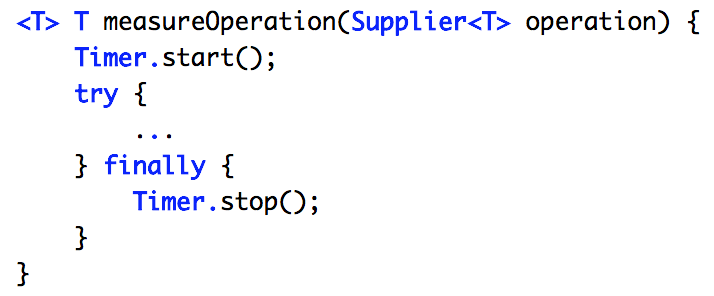 <T> T measureOperation(Supplier<T> operation) {
    Timer.start();
    try {
        ...
    } finally {
        Timer.stop();
    }
}